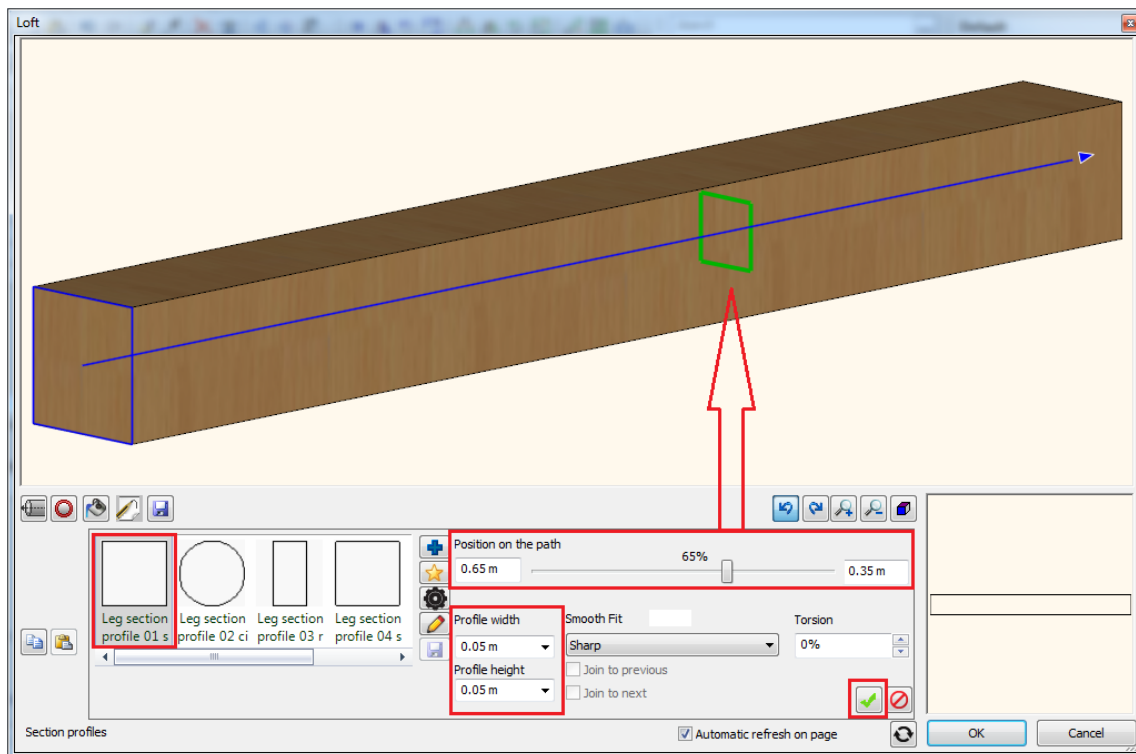 Loft
Default
Position on the path
0.65 m
65%
0.35 m
Leg section
profile 01 s
Leg section
profile 02 ci
Leg section
profile 03 r
Leg section
profile 04 s
Profile width
0.05 m
Profile height
0.05 m
Smooth Fit
Sharp
Join to previous
Join to next
Torsion
0%
Section profiles
Automatic refresh on page
OK
Cancel